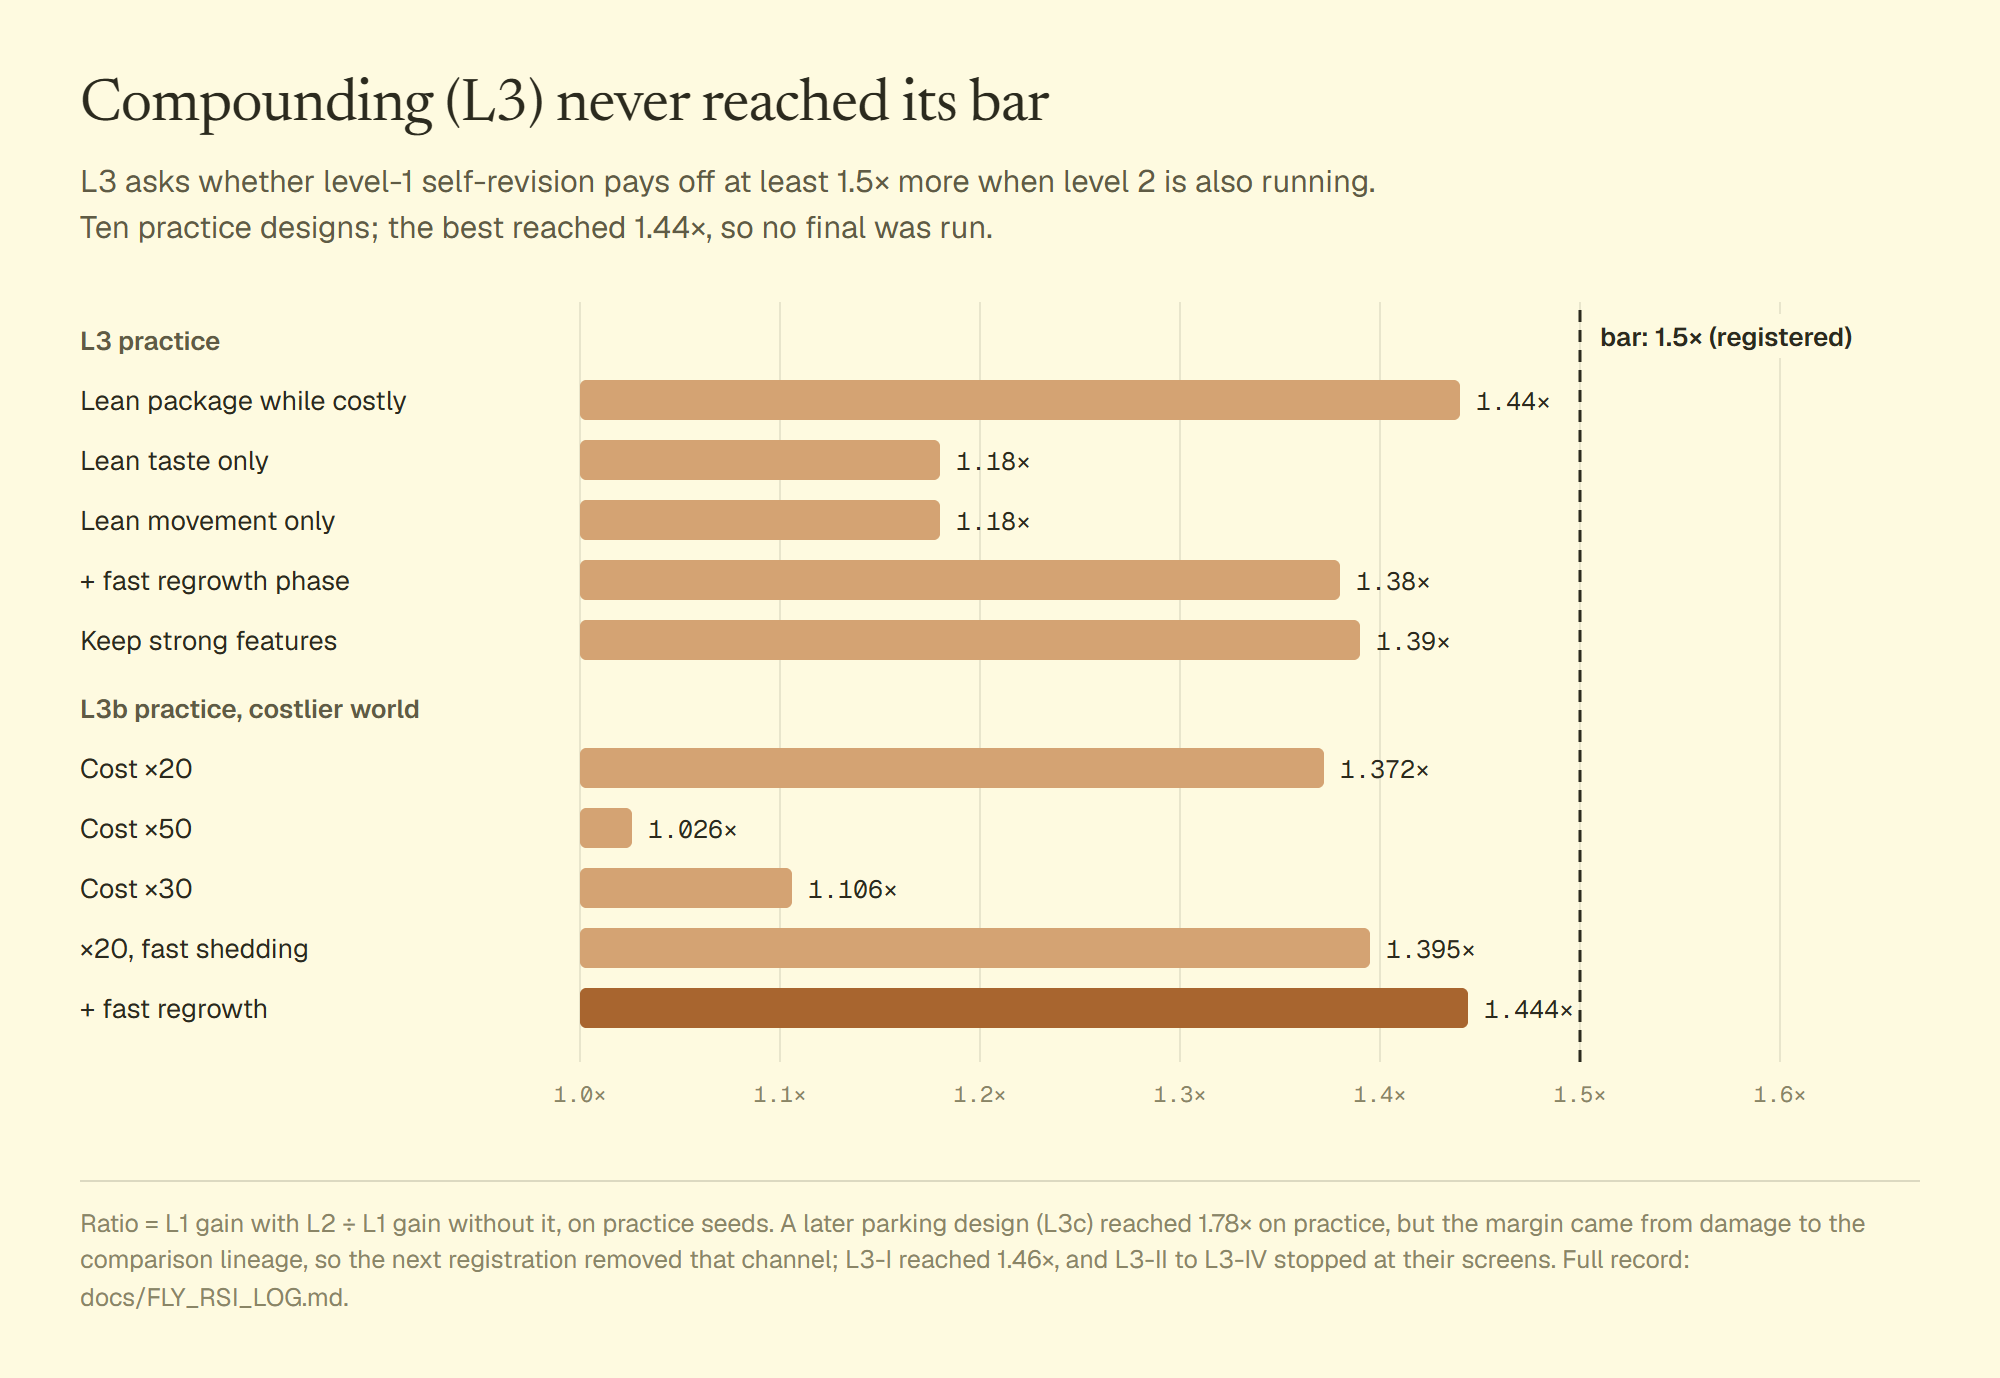 Compounding (L3) never reached its bar
L3 asks whether level-1 self-revision pays off at least 1.5× more when level 2 is also running.
Ten practice designs; the best reached 1.44×, so no final was run.
L3 practice
bar: 1.5× (registered)
Lean package while costly
1.44×
Lean taste only
1.18×
Lean movement only
1.18×
+ fast regrowth phase
1.38×
Keep strong features
1.39×
L3b practice, costlier world
Cost ×20
1.372×
Cost ×50
1.026×
Cost ×30
1.106×
×20, fast shedding
1.395×
+ fast regrowth
1.444×
1.0× 1.1× 1.2× 1.3× 1.4× 1.5× 1.6×
Ratio = L1 gain with L2 ÷ L1 gain without it, on practice seeds. A later parking design (L3c) reached 1.78× on practice, but the margin came from damage to the
comparison lineage, so the next registration removed that channel; L3-I reached 1.46×, and L3-II to L3-IV stopped at their screens. Full record:
docs/FLY_RSI_LOG.md.